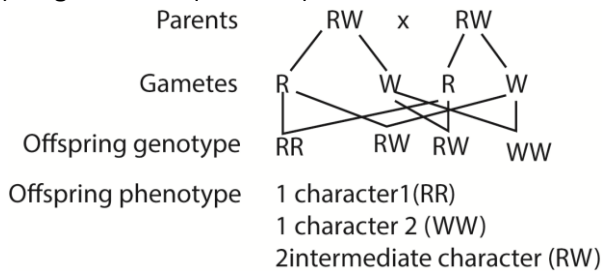 Parents RW x RW
Gametes R W R W
Offspring genotype RR RW RW WW
Offspring phenotype 1 character1(RR)
1 character 2 (WW)
2intermediate character (RW)